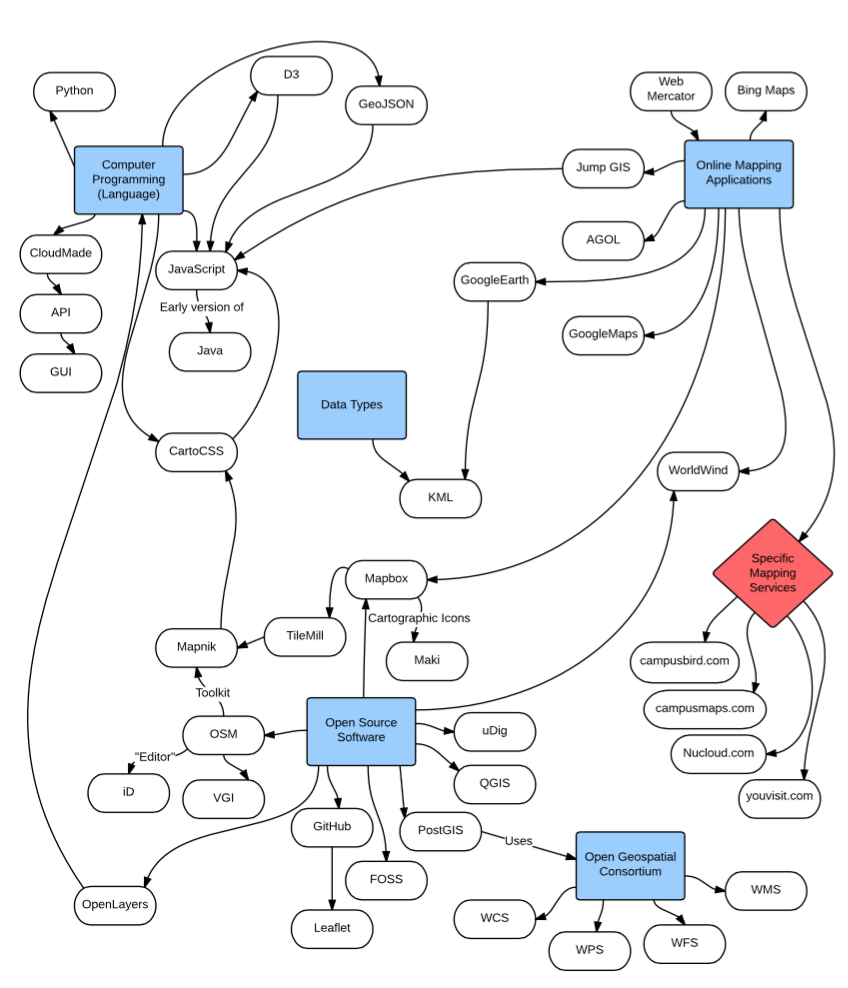 D3
Python
GeoJSON
Web
Mercator
Bing Maps
Computer
Programming
(Language)
Jump GIS
Online Mapping
Applications
CloudMade
JavaScript
AGOL
GoogleEarth
Early version of
API
Java
GoogleMaps
GUI
Data Types
CartoCSS
KML
WorldWind
Specific
Mapping
Services
Mapbox
Cartographic Icons
TileMill
Mapnik
Maki
campusbird.com
Toolkit
campusmaps.com
OSM
Open Source
Software
uDig
"Editor"
Nucloud.com
iD
VGI
QGIS
youvisit.com
GitHub
PostGIS
Uses
Open Geospatial
Consortium
FOSS
WMS
OpenLayers
Leaflet
WCS
WPS
WFS